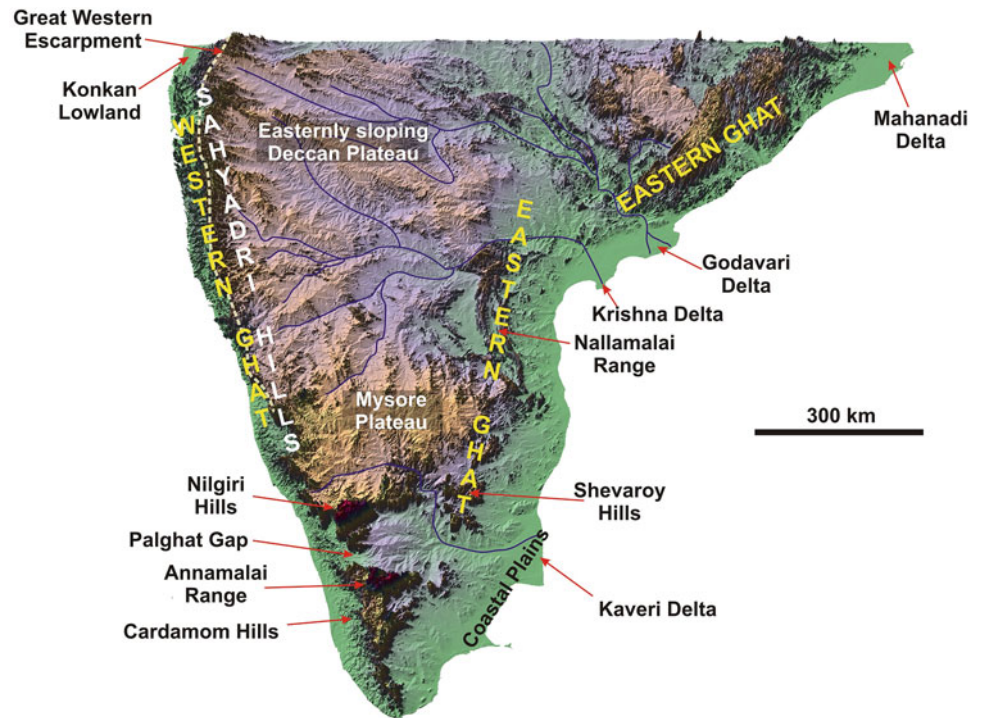 Great Western
Escarpment
Konkan
Lowland
SAHYADRI HILLS
WESTERN GHAT
Easternly sloping
Deccan Plateau
EASTERN GHAT
Mahanadi
Delta
EASTERN GHAT
Godavari
Delta
Krishna Delta
Nallamalai
Range
Mysore
Plateau
300 km
Nilgiri
Hills
Shevaroy
Hills
Palghat Gap
Annamalai
Range
Cardamom Hills
Coastal Plains
Kaveri Delta